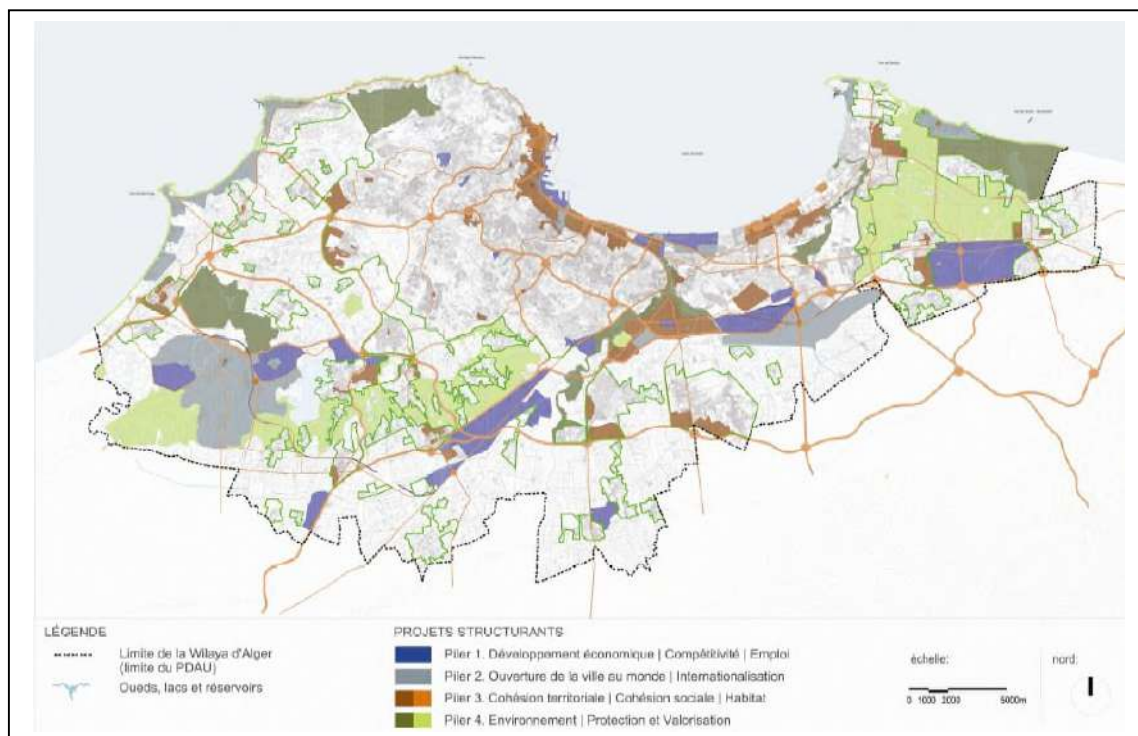 LÉGENDE
Limite de la Wilaya d'Alger
(limite du PDAU)
Oueds, lacs et réservoirs
PROJETS STRUCTURANTS
Pilier 1. Développement économique | Compétitivité | Emploi
Pilier 2. Ouverture de la ville au monde | Internationalisation
Pilier 3. Cohésion territoriale | Cohésion sociale | Habitat
Pilier 4. Environnement | Protection et Valorisation
échelle:
0 1000 2000 5000m
nord: